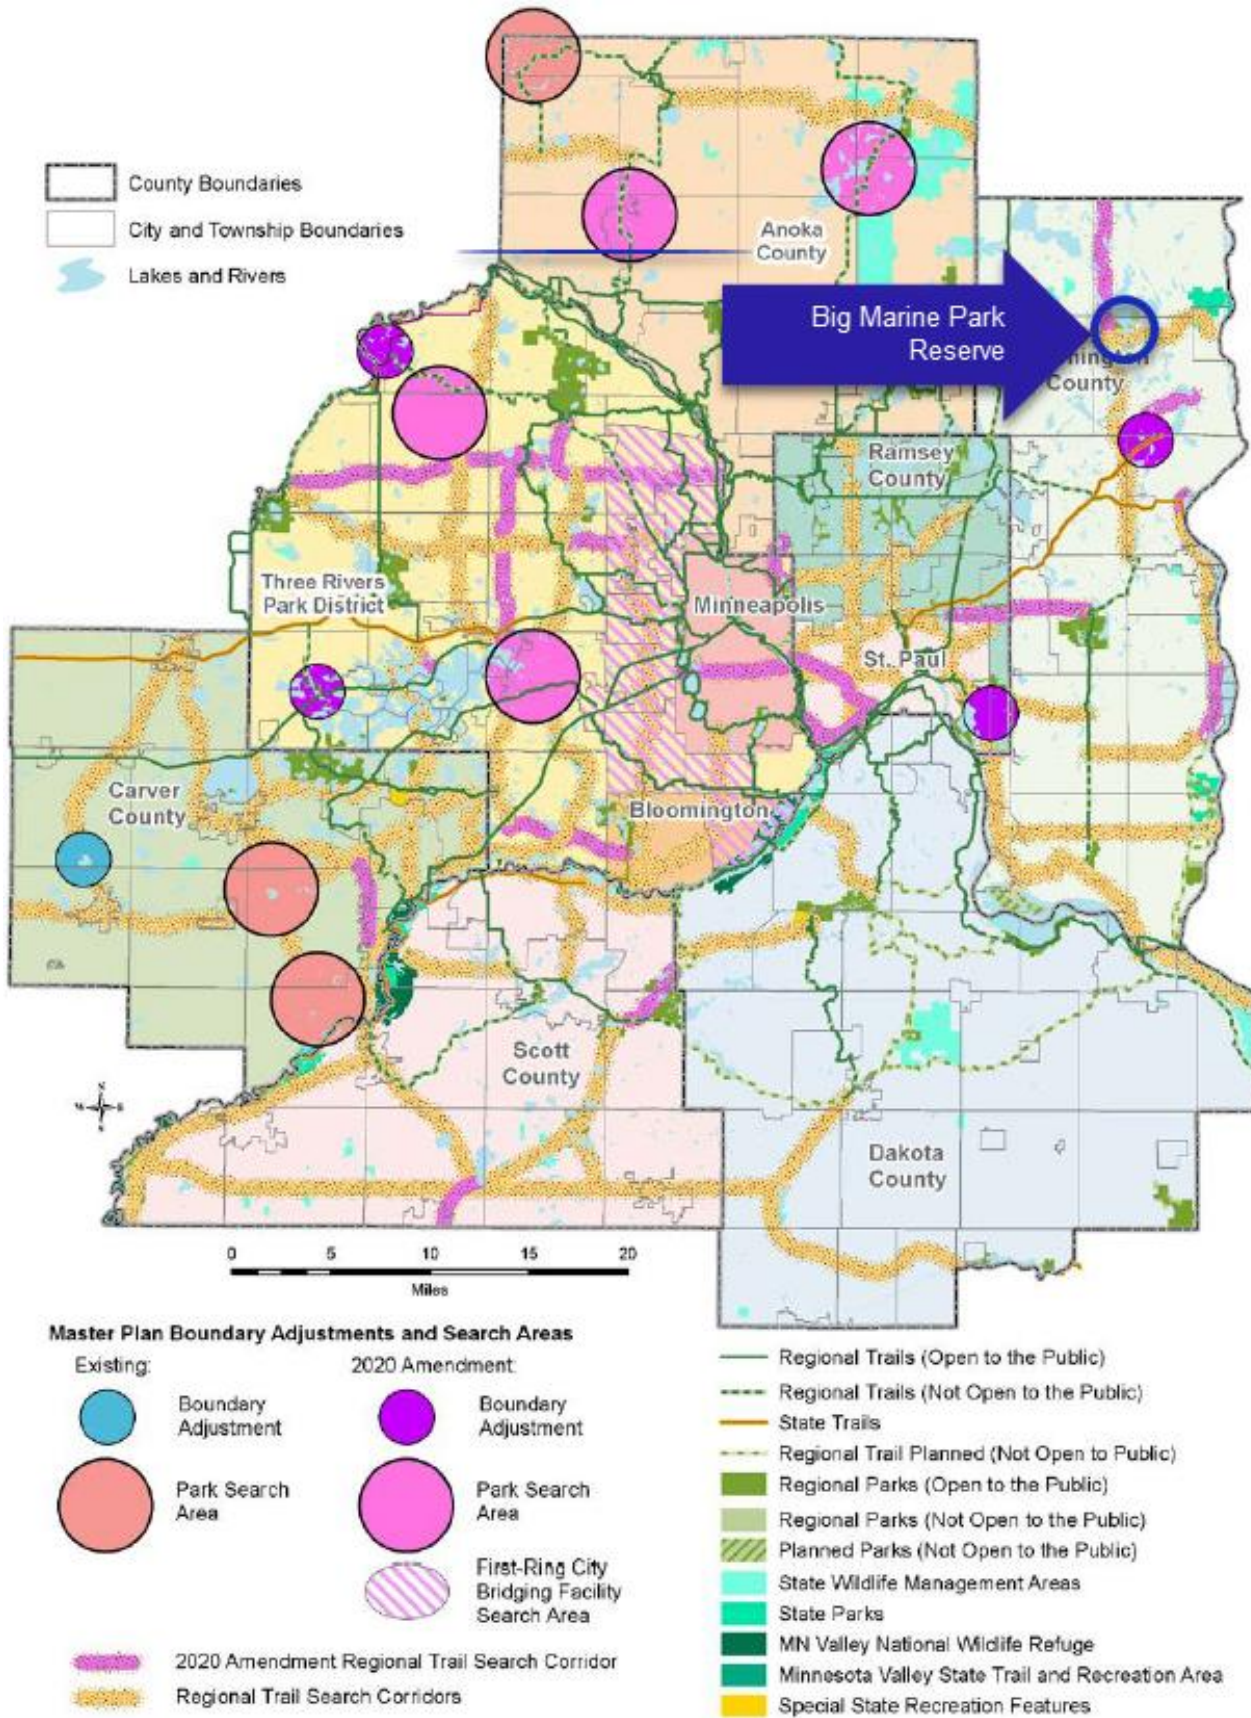 County Boundaries
City and Township Boundaries
Lakes and Rivers
Anoka
County
Big Marine Park
Reserve
County
Ramsey
County
Three Rivers
Park District
Minneapolis
St. Paul
Carver
County
Bloomington
Scott
County
Dakota
County
N
W
S
0 5 10 15 20
Miles
Master Plan Boundary Adjustments and Search Areas
Existing:
Boundary
Adjustment
Park Search
Area
2020 Amendment:
Boundary
Adjustment
Park Search
Area
First-Ring City
Bridging Facility
Search Area
2020 Amendment Regional Trail Search Corridor
Regional Trail Search Corridors
Regional Trails (Open to the Public)
Regional Trails (Not Open to the Public)
State Trails
Regional Trail Planned (Not Open to Public)
Regional Parks (Open to the Public)
Regional Parks (Not Open to the Public)
Planned Parks (Not Open to the Public)
State Wildlife Management Areas
State Parks
MN Valley National Wildlife Refuge
Minnesota Valley State Trail and Recreation Area
Special State Recreation Features